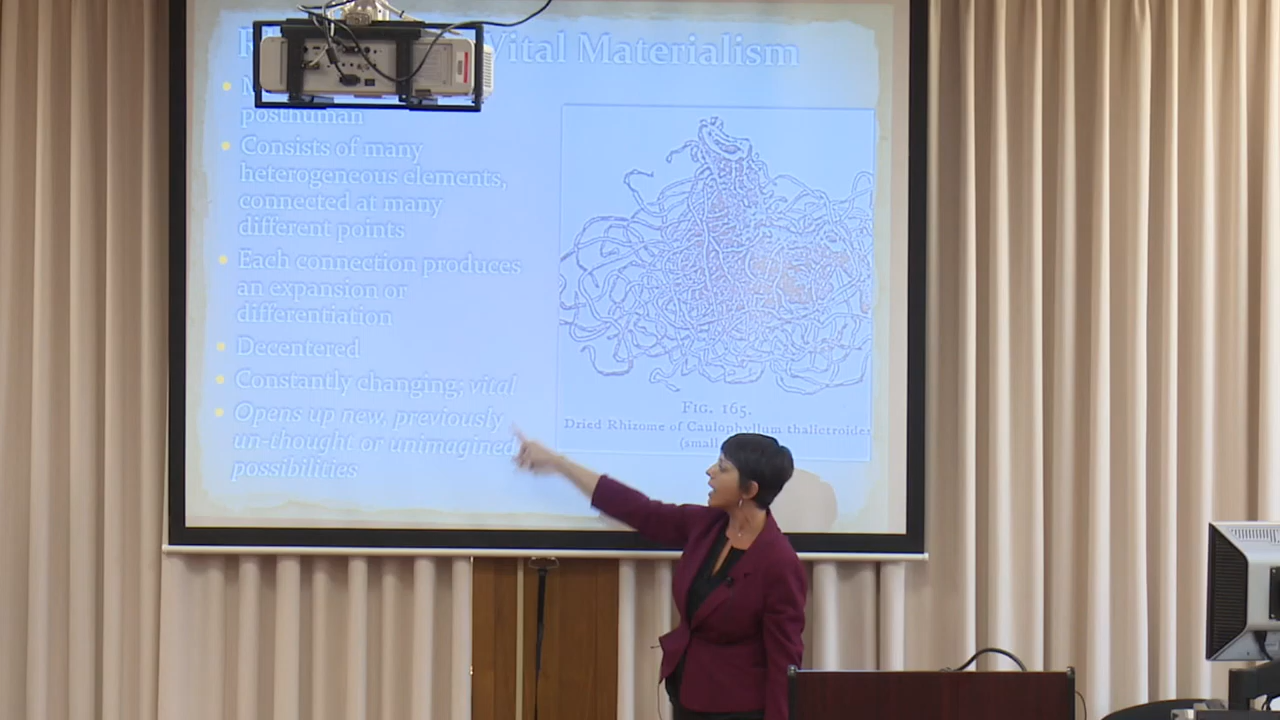 Vital Materialism
posthuman
Consists of many
heterogeneous elements,
connected at many
different points
Each connection produces
an expansion or
differentiation
Decentered
Constantly changing; vital
Opens up new, previously
un-thought or unimagined
possibilities
FIG. 165.
Dried Rhizome of Caulophyllum thalictroides
(small